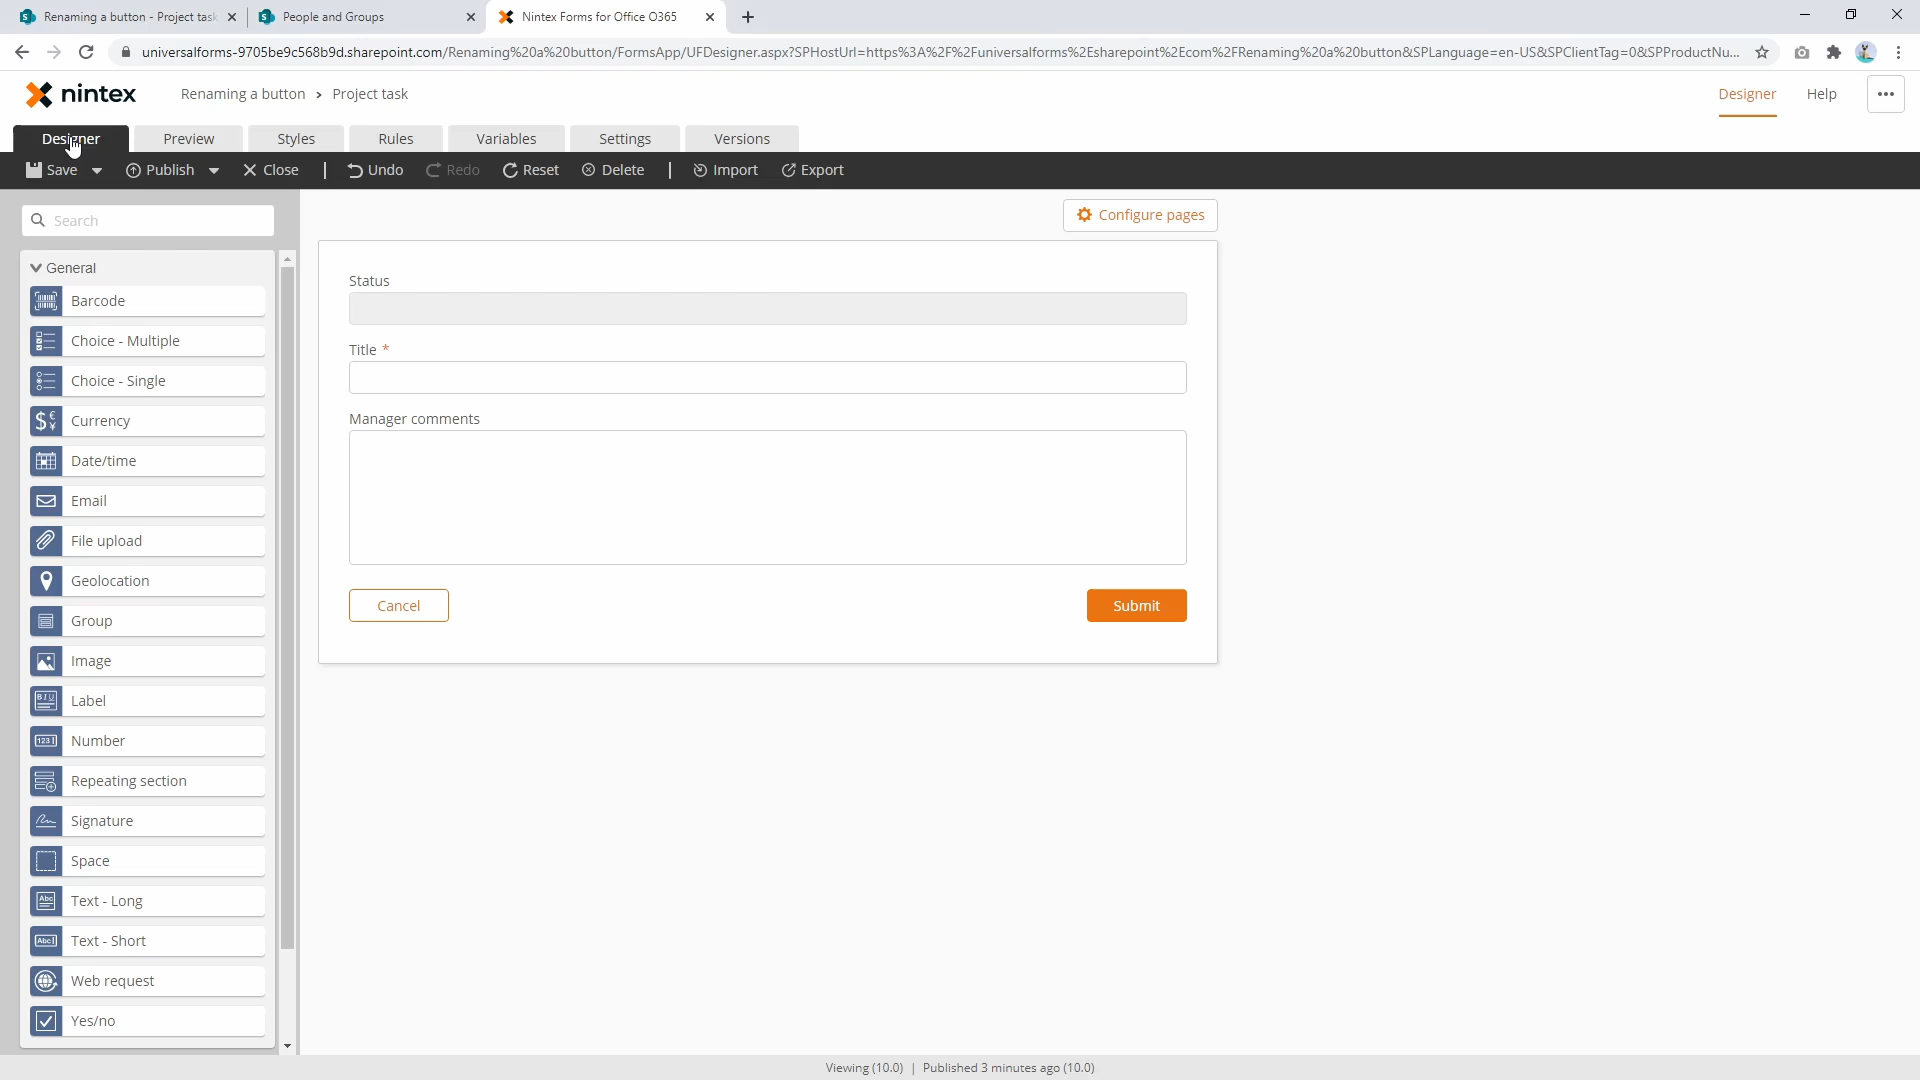 Renaming a button - Project task
People and Groups
Nintex Forms for Office O365
universalforms-9705be9c568b9d.sharepoint.com/Renaming%20a%20button/FormsApp/UFDesigner.aspx?SPHostUrl=https%3A%2F%2Funiversalforms%2Esharepoint%2Ecom%2FRenaming%20a%20button&SPLanguage=en-US&SPClientTag=0&SPProductNu...
nintex
Renaming a button > Project task
Designer
Help
Designer
Preview
Styles
Rules
Variables
Settings
Versions
Save
Publish
Close
Undo
Redo
Reset
Delete
Import
Export
Search
Configure pages
General
Barcode
Choice - Multiple
Choice - Single
Currency
Date/time
Email
File upload
Geolocation
Group
Image
Label
Number
Repeating section
Signature
Space
Text - Long
Text - Short
Web request
Yes/no
Status
Title *
Manager comments
Cancel
Submit
Viewing (10.0) | Published 3 minutes ago (10.0)